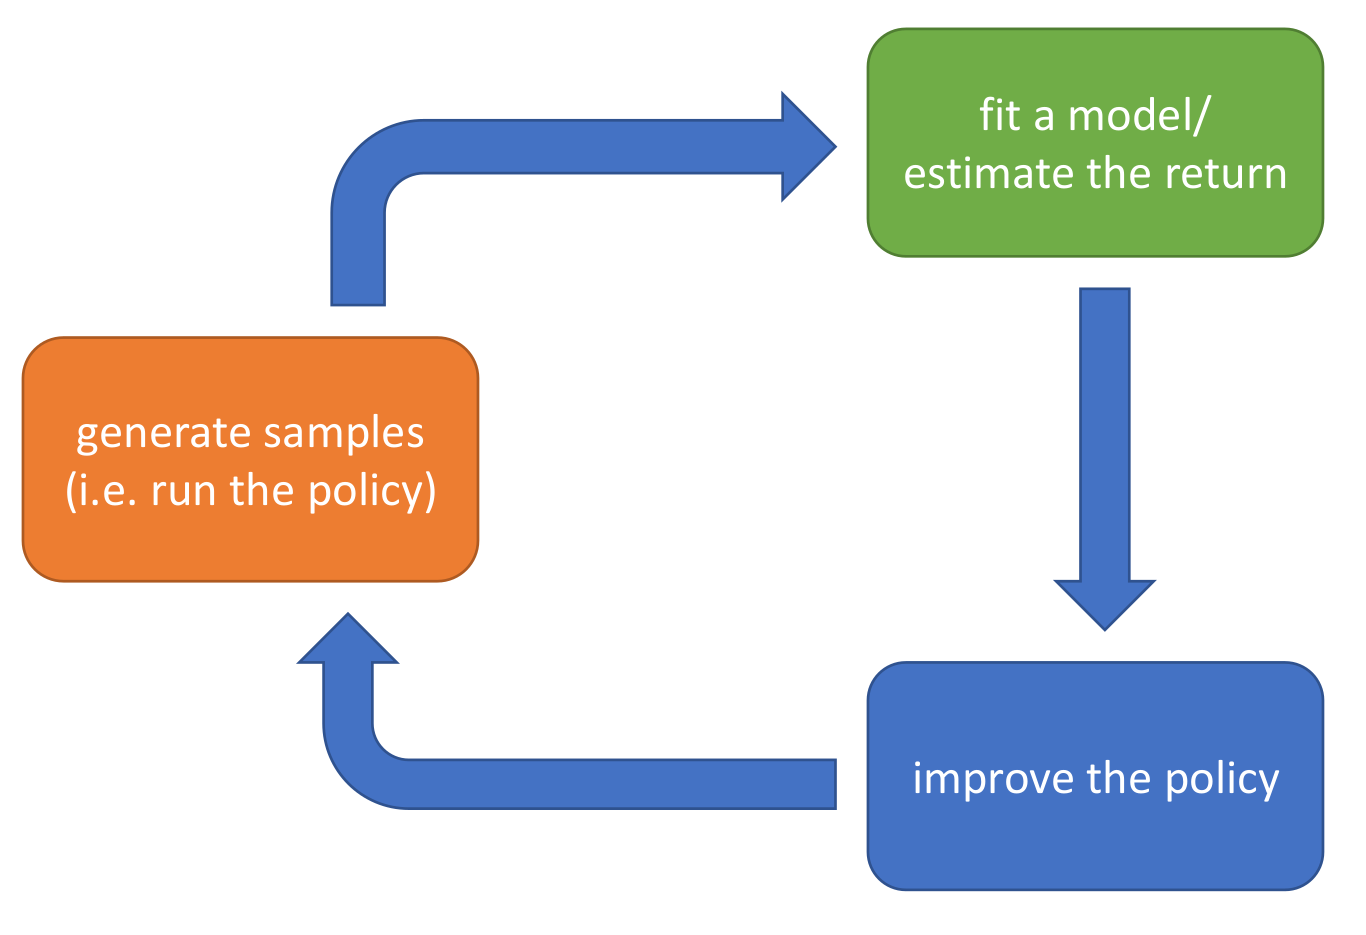 fit a model/
estimate the return
generate samples
(i.e. run the policy)
improve the policy